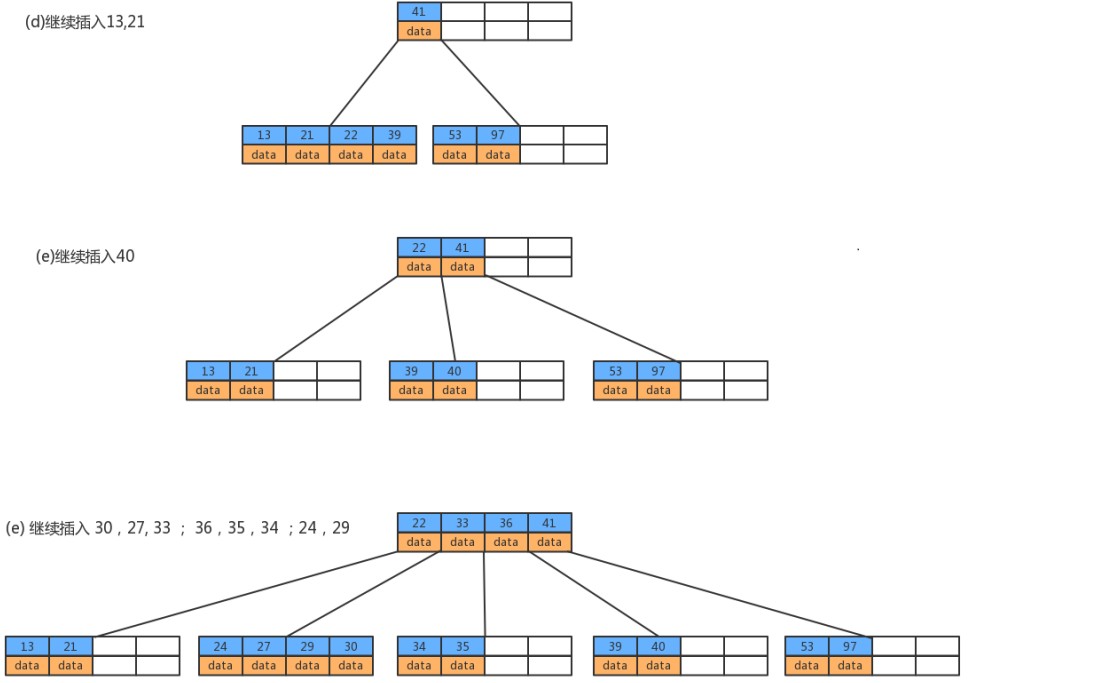 (d)继续插入13,21
41
data
13 21 22 39
data data data data
53 97
data data
(e)继续插入40
22 41
data data
13 21
data data
39 40
data data
53 97
data data
(e) 继续插入 30 , 27, 33 ； 36 , 35 , 34 ；24 , 29
22 33 36 41
data data data data
13 21
data data
24 27 29 30
data data data data
34 35
data data
39 40
data data
53 97
data data